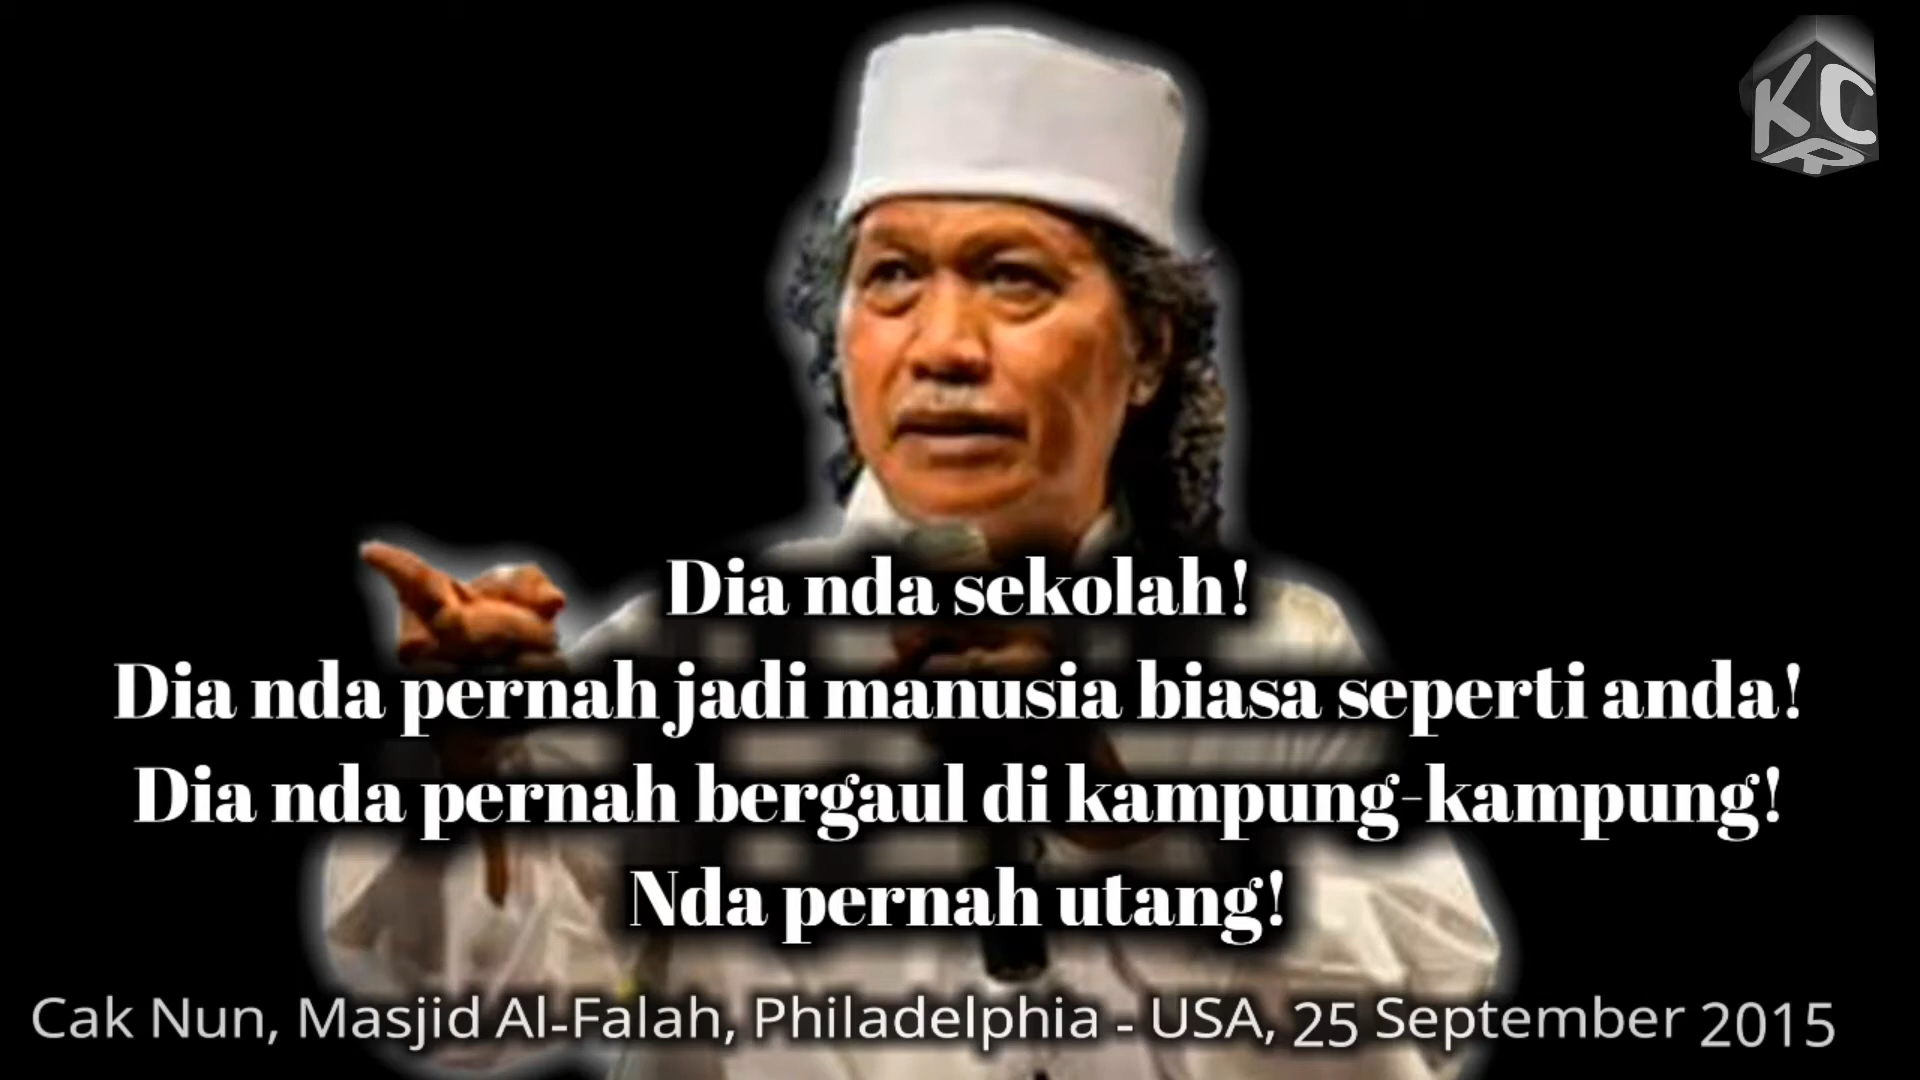 KCR
Dia nda sekolah!
Dia nda pernah jadi manusia biasa seperti anda!
Dia nda pernah bergaul di kampung-kampung!
Nda pernah utang!
Cak Nun, Masjid Al-Falah, Philadelphia - USA, 25 September 2015